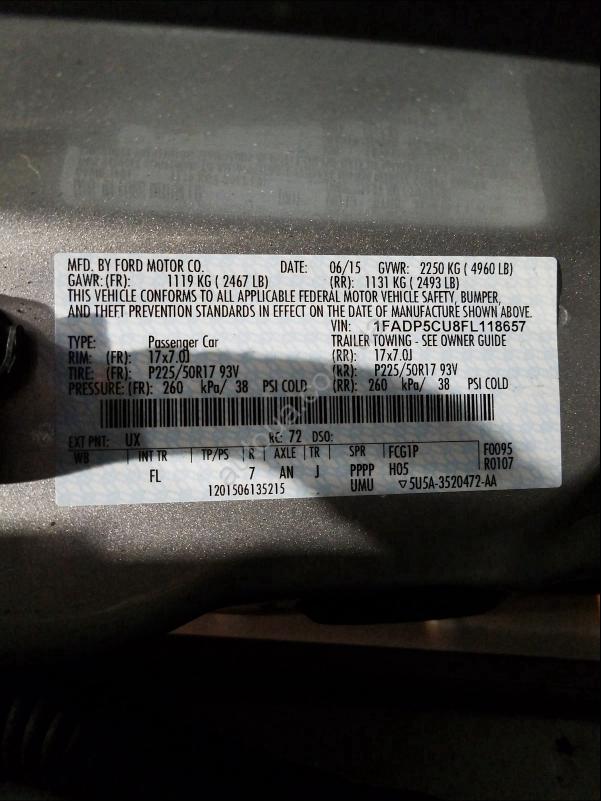 MFD. BY FORD MOTOR CO. DATE: 06/15 GVWR: 2250 KG ( 4960 LB)
GAWR: (FR): 1119 KG ( 2467 LB) (RR): 1131 KG ( 2493 LB)
THIS VEHICLE CONFORMS TO ALL APPLICABLE FEDERAL MOTOR VEHICLE SAFETY, BUMPER,
AND THEFT PREVENTION STANDARDS IN EFFECT ON THE DATE OF MANUFACTURE SHOWN ABOVE.
VIN: 1FADP5CU8FL118657
TYPE: Passenger Car TRAILER TOWING - SEE OWNER GUIDE
RIM: (FR): 17x7.0J (RR): 17x7.0J
TIRE: (FR): P225/50R17 93V (RR): P225/50R17 93V
PRESSURE: (FR): 260 kPa/ 38 PSI COLD (RR): 260 kPa/ 38 PSI COLD
EXT PNT: UX RC: 72 DSO:
WB INT TR TP/PS R AXLE TR SPR FCG1P F0095
FL 7 AN J PPPP H05 R0107
1201506135215 UMU ▽5U5A-3520472-AA